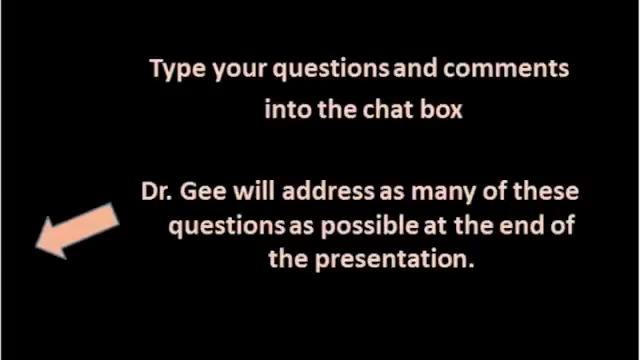 Type your questions and comments
into the chat box
Dr. Gee will address as many of these
questions as possible at the end of
the presentation.